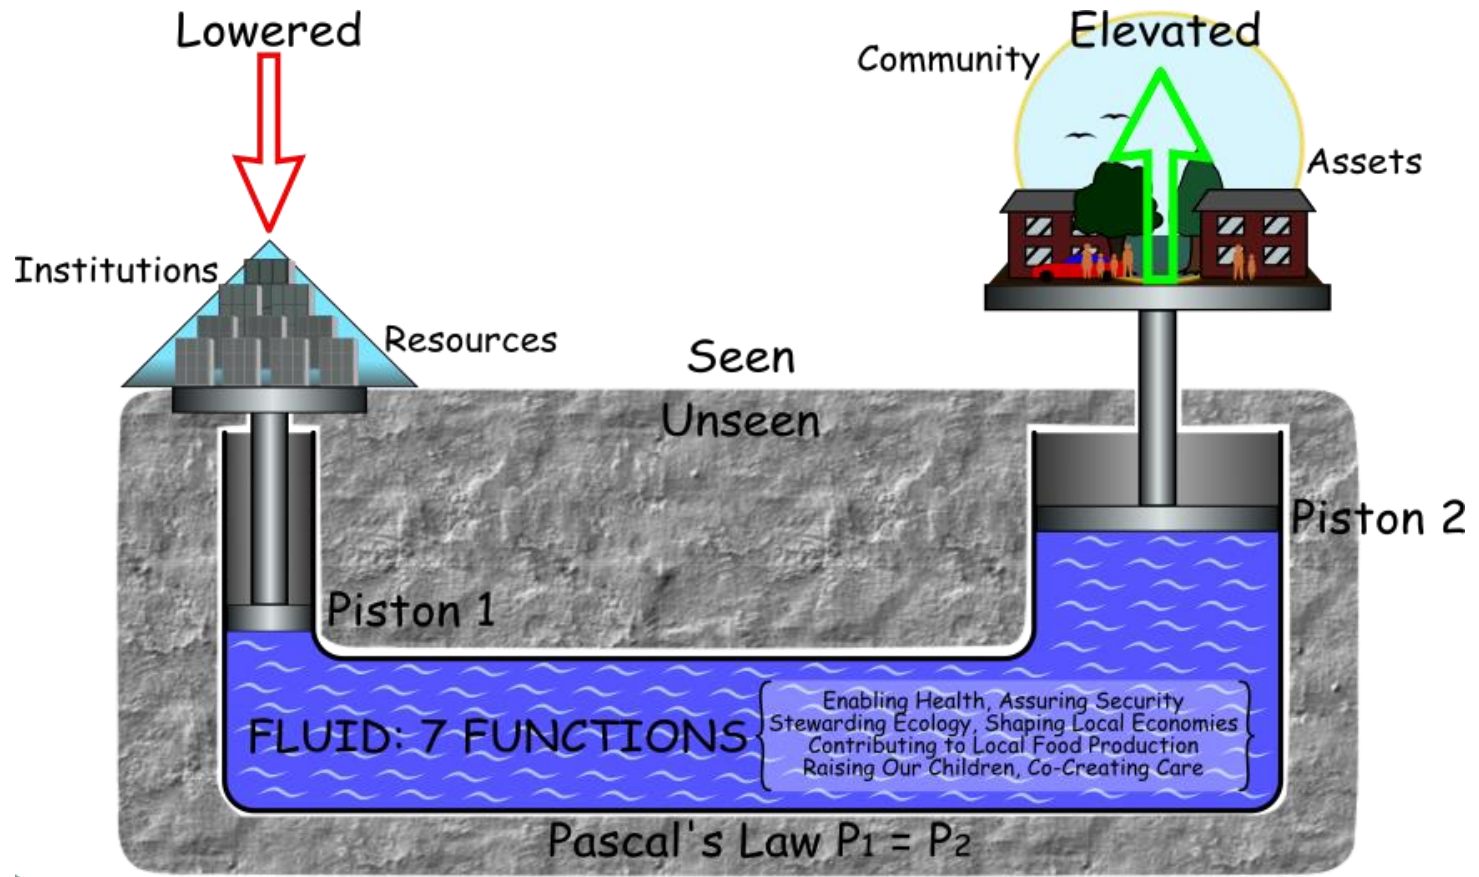 Lowered
Elevated
Community
Assets
Institutions
Resources
Seen
Unseen
Piston 2
Piston 1
FLUID: 7 FUNCTIONS
Enabling Health, Assuring Security
Stewarding Ecology, Shaping Local Economies
Contributing to Local Food Production
Raising Our Children, Co-Creating Care
Pascal's Law P1 = P2